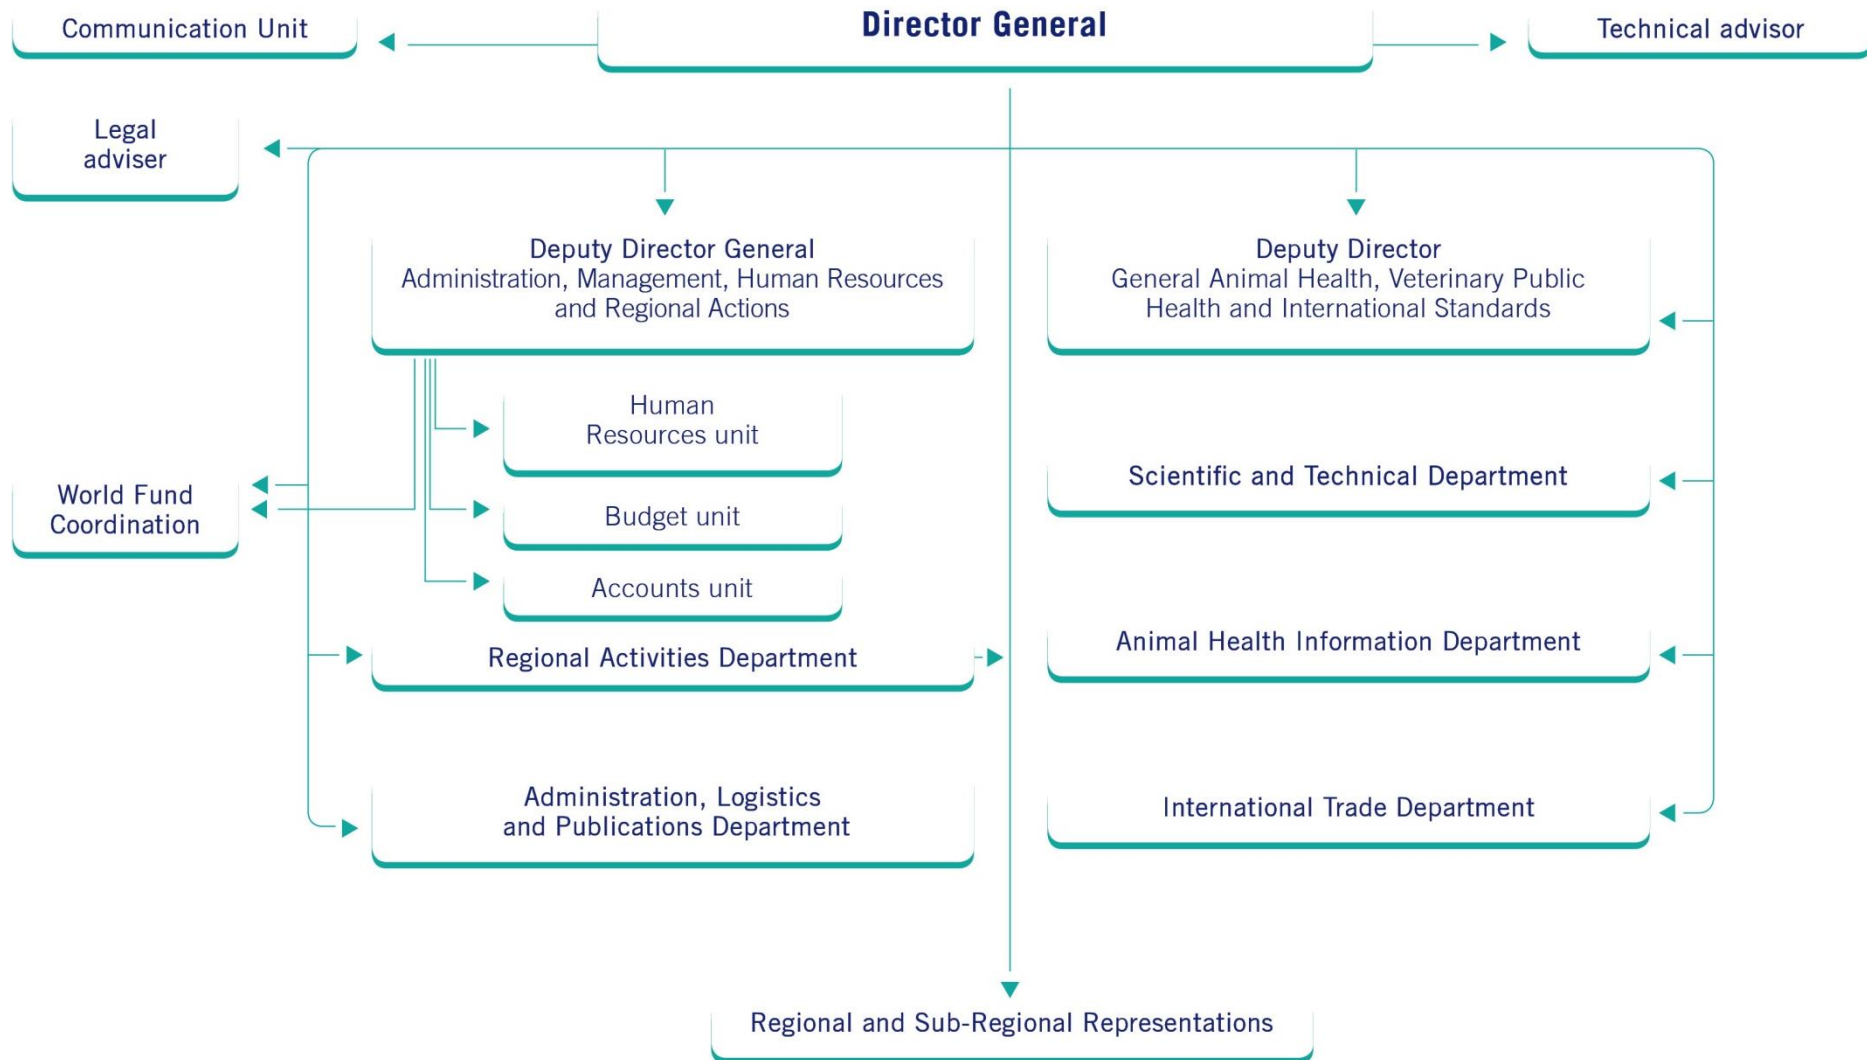 Communication Unit
Director General
Technical advisor
Legal
adviser
Deputy Director General
Administration, Management, Human Resources
and Regional Actions
Deputy Director
General Animal Health, Veterinary Public
Health and International Standards
Human
Resources unit
World Fund
Coordination
Scientific and Technical Department
Budget unit
Accounts unit
Regional Activities Department
Animal Health Information Department
Administration, Logistics
and Publications Department
International Trade Department
Regional and Sub-Regional Representations